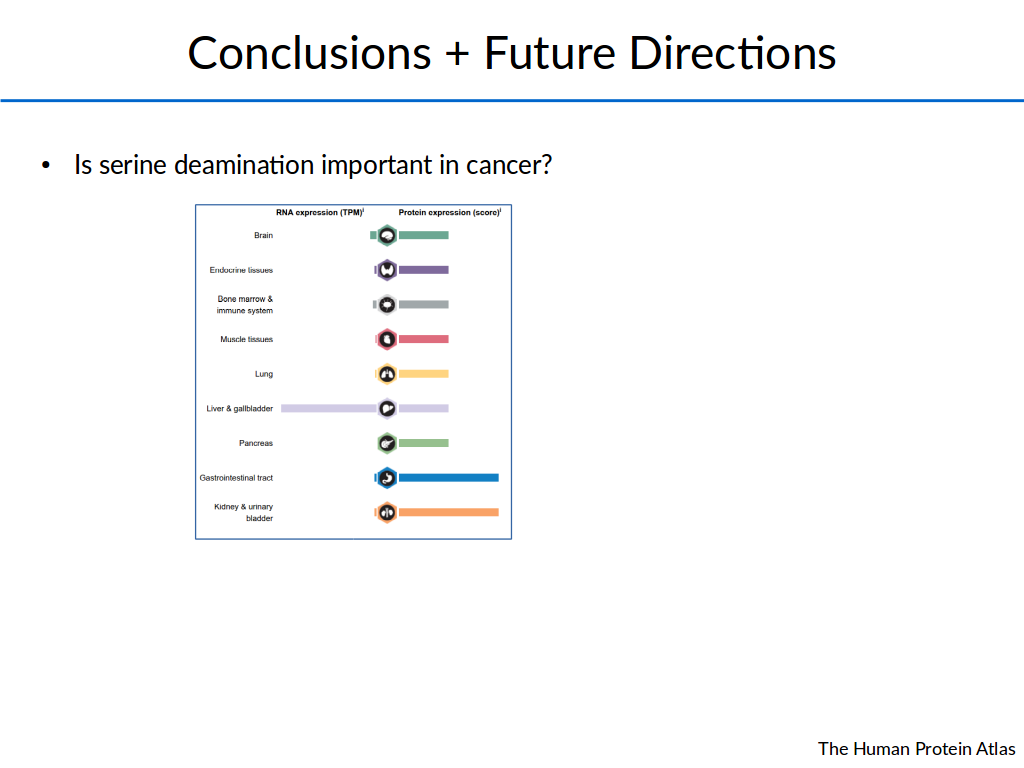 Conclusions + Future Directions
• Is serine deamination important in cancer?
RNA expression (TPM)ⁱ Protein expression (score)ⁱ
Brain
Endocrine tissues
Bone marrow &
immune system
Muscle tissues
Lung
Liver & gallbladder
Pancreas
Gastrointestinal tract
Kidney & urinary
bladder
The Human Protein Atlas